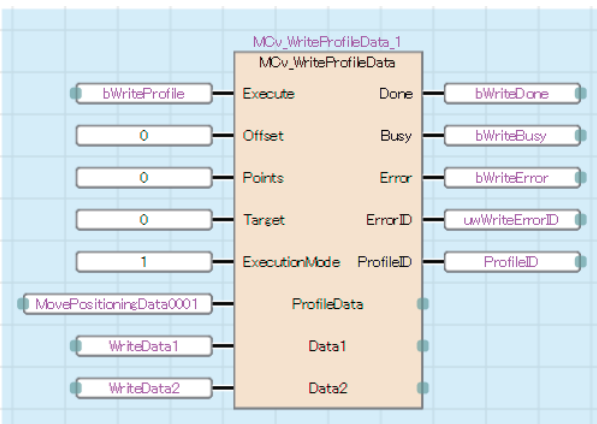 MCv_WriteProfileData_1
MCv_WriteProfileData
bWriteProfile Execute Done bWriteDone
0 Offset Busy bWriteBusy
0 Points Error bWriteError
0 Target ErrorID uwWriteErrorID
1 ExecutionMode ProfileID ProfileID
MovePositioningData0001 ProfileData
WriteData1 Data1
WriteData2 Data2